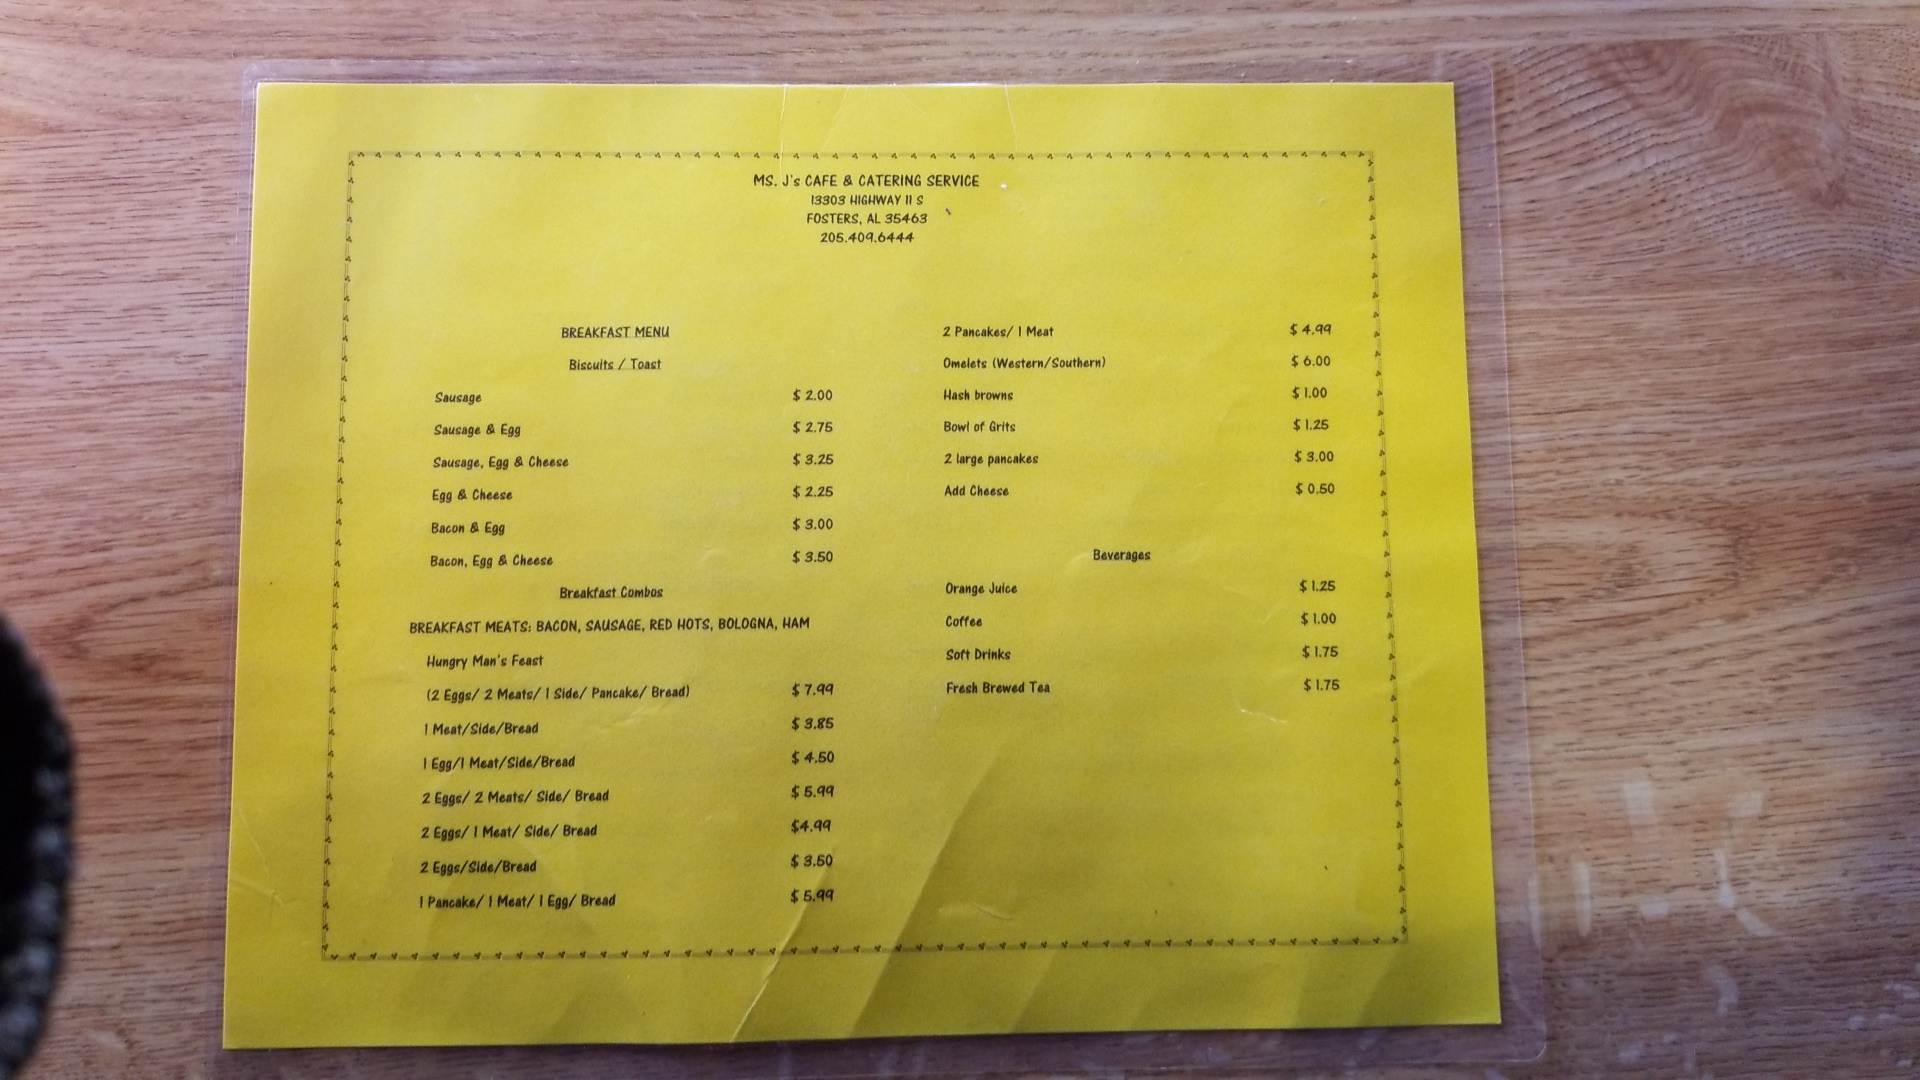 MS. J's CAFE & CATERING SERVICE
13303 HIGHWAY 11 S
FOSTERS, AL 35463
205.409.6444
BREAKFAST MENU
Biscuits / Toast
Sausage $ 2.00
Sausage & Egg $ 2.75
Sausage, Egg & Cheese $ 3.25
Egg & Cheese $ 2.25
Bacon & Egg $ 3.00
Bacon, Egg & Cheese $ 3.50
Breakfast Combos
BREAKFAST MEATS: BACON, SAUSAGE, RED HOTS, BOLOGNA, HAM
Hungry Man's Feast
(2 Eggs/ 2 Meats/ 1 Side/ Pancake/ Bread) $ 7.99
1 Meat/Side/Bread $ 3.85
1 Egg/1 Meat/Side/Bread $ 4.50
2 Eggs/ 2 Meats/ Side/ Bread $ 5.99
2 Eggs/ 1 Meat/ Side/ Bread $4.99
2 Eggs/Side/Bread $ 3.50
1 Pancake/ 1 Meat/ 1 Egg/ Bread $ 5.99
2 Pancakes/ 1 Meat $ 4.99
Omelets (Western/Southern) $ 6.00
Hash browns $ 1.00
Bowl of Grits $ 1.25
2 large pancakes $ 3.00
Add Cheese $ 0.50
Beverages
Orange Juice $ 1.25
Coffee $ 1.00
Soft Drinks $ 1.75
Fresh Brewed Tea $ 1.75